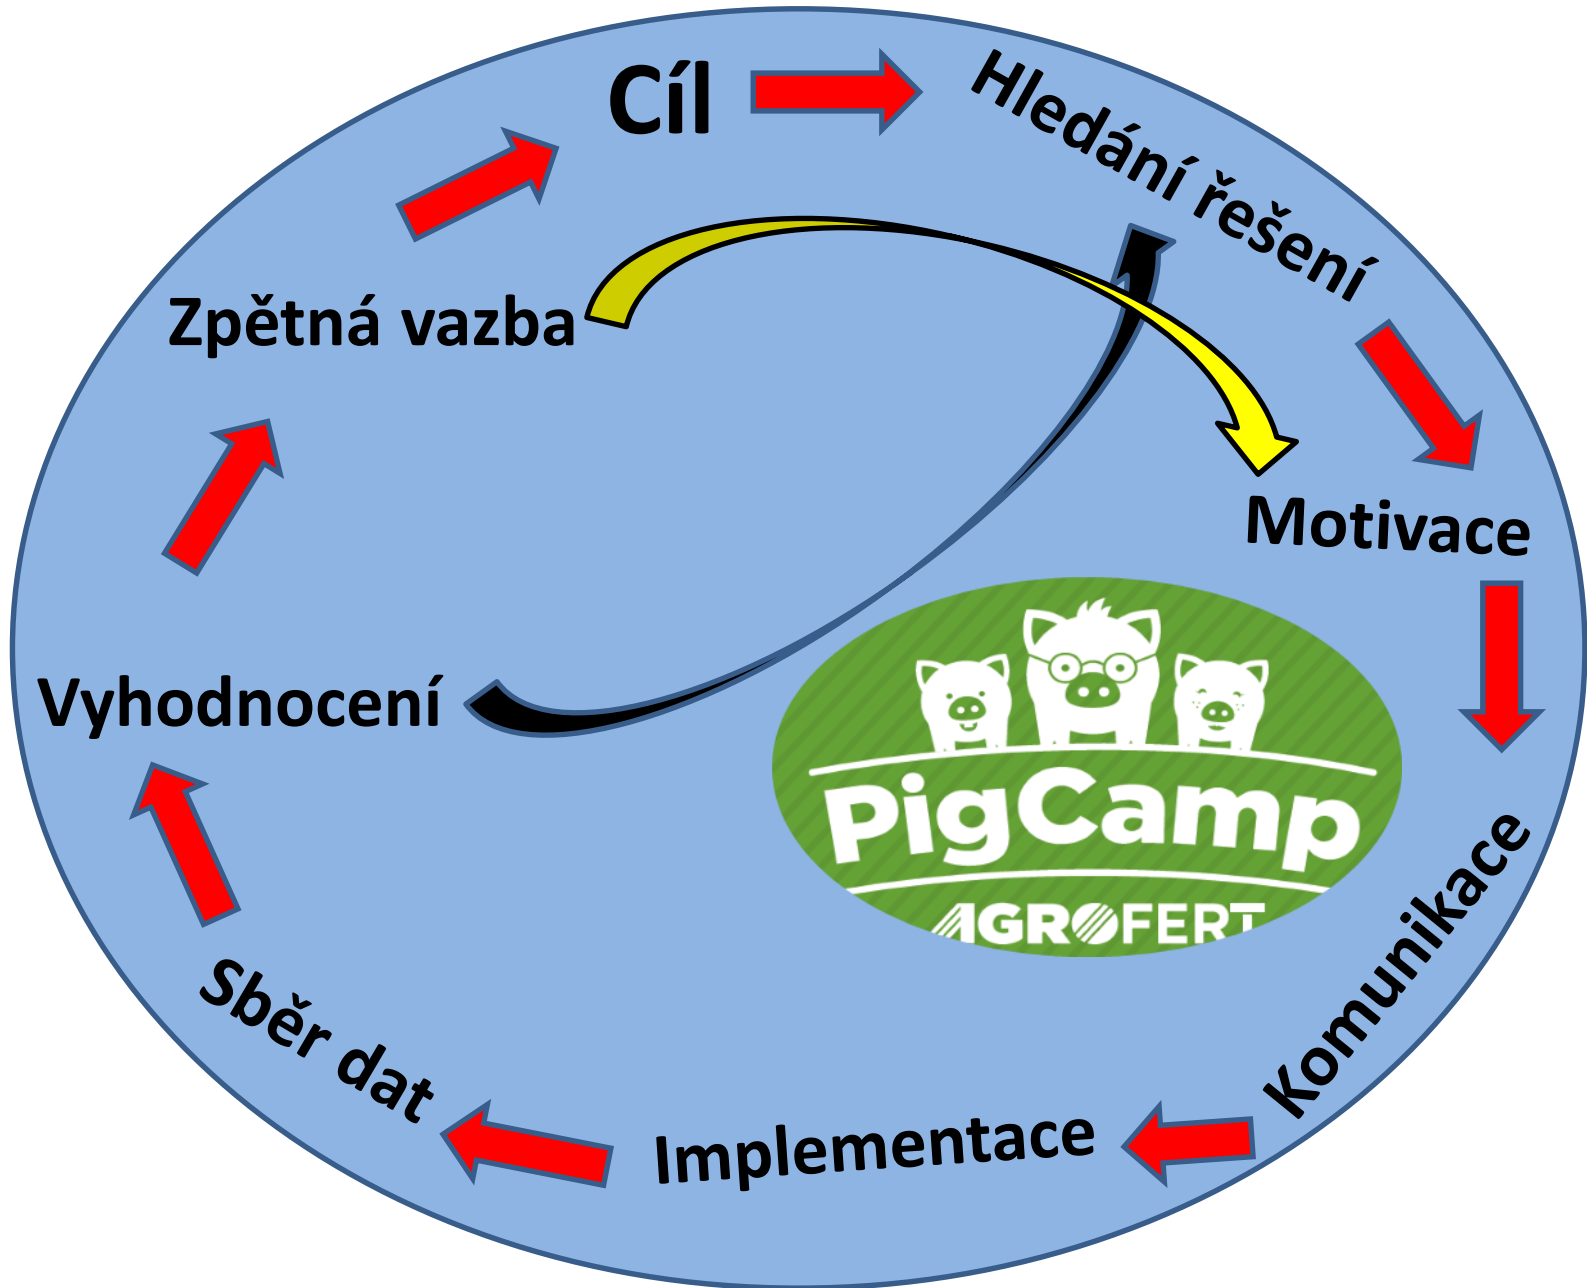 Cíl
Hledání řešení
Motivace
Komunikace
Implementace
Sběr dat
Vyhodnocení
Zpětná vazba
PigCamp
AGROFERT